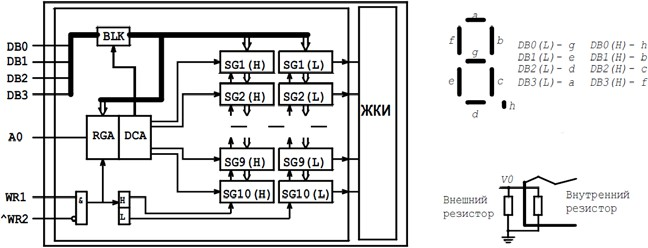 DB0
DB1
DB2
DB3
A0
WR1
^WR2
BLK
RGA
DCA
&
H
L
SG1(H)
SG1(L)
SG2(H)
SG2(L)
SG9(H)
SG9(L)
SG10(H)
SG10(L)
ЖКИ
a
f
b
g
e
c
d
h
DB0(L)- g DB0(H)- h
DB1(L)- e DB1(H)- b
DB2(L)- d DB2(H)- c
DB3(L)- a DB3(H)- f
V0
Внешний
резистор
Внутренний
резистор